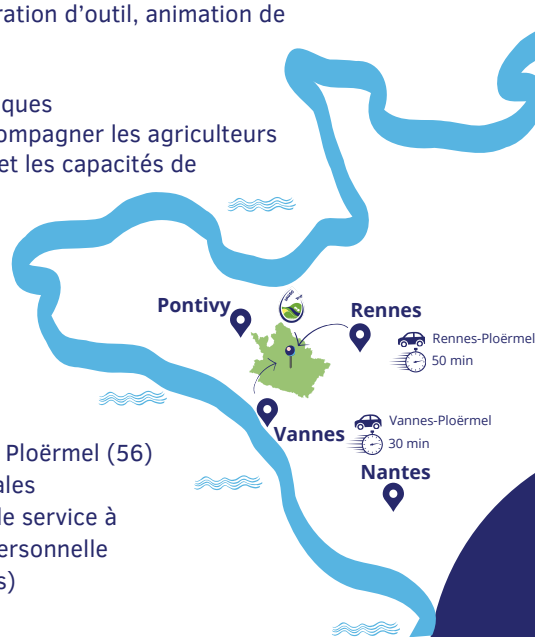 ration d'outil, animation de
ques
ompagner les agriculteurs
et les capacités de
Pontivy
Rennes
Rennes-Ploërmel
50 min
Vannes-Ploërmel
30 min
Vannes
Nantes
Ploërmel (56)
ales
le service à
ersonnelle
s)